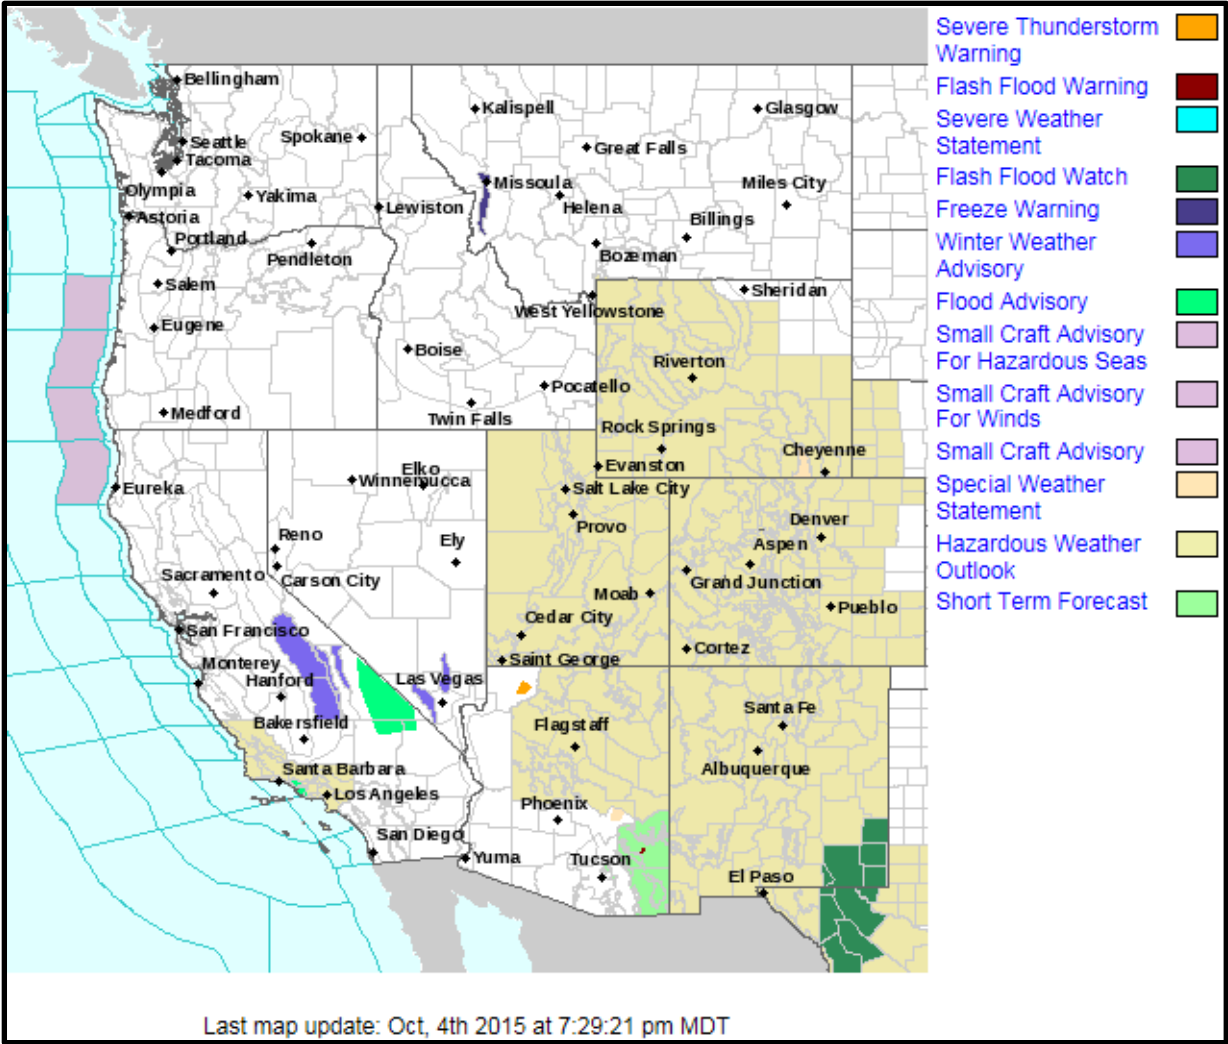 Bellingham
Seattle
Tacoma
Olympia
Spokane
Yakima
Astoria
Portland
Pendleton
Salem
Eugene
Medford
Kalispell
Glasgow
Great Falls
Missoula
Miles City
Helena
Lewiston
Billings
Bozeman
West Yellowstone
Sheridan
Boise
Pocatello
Twin Falls
Riverton
Rock Springs
Cheyenne
Evanston
Eureka
Elko
Winnemucca
Salt Lake City
Provo
Reno
Ely
Carson City
Sacramento
Denver
Aspen
Grand Junction
Moab
Pueblo
Cedar City
San Francisco
Cortez
Saint George
Monterey
Hanford
Las Vegas
Bakersfield
Flagstaff
Santa Fe
Albuquerque
Santa Barbara
Los Angeles
Phoenix
San Diego
Yuma
Tucson
El Paso
Severe Thunderstorm
Warning
Flash Flood Warning
Severe Weather
Statement
Flash Flood Watch
Freeze Warning
Winter Weather
Advisory
Flood Advisory
Small Craft Advisory
For Hazardous Seas
Small Craft Advisory
For Winds
Small Craft Advisory
Special Weather
Statement
Hazardous Weather
Outlook
Short Term Forecast
Last map update: Oct, 4th 2015 at 7:29:21 pm MDT